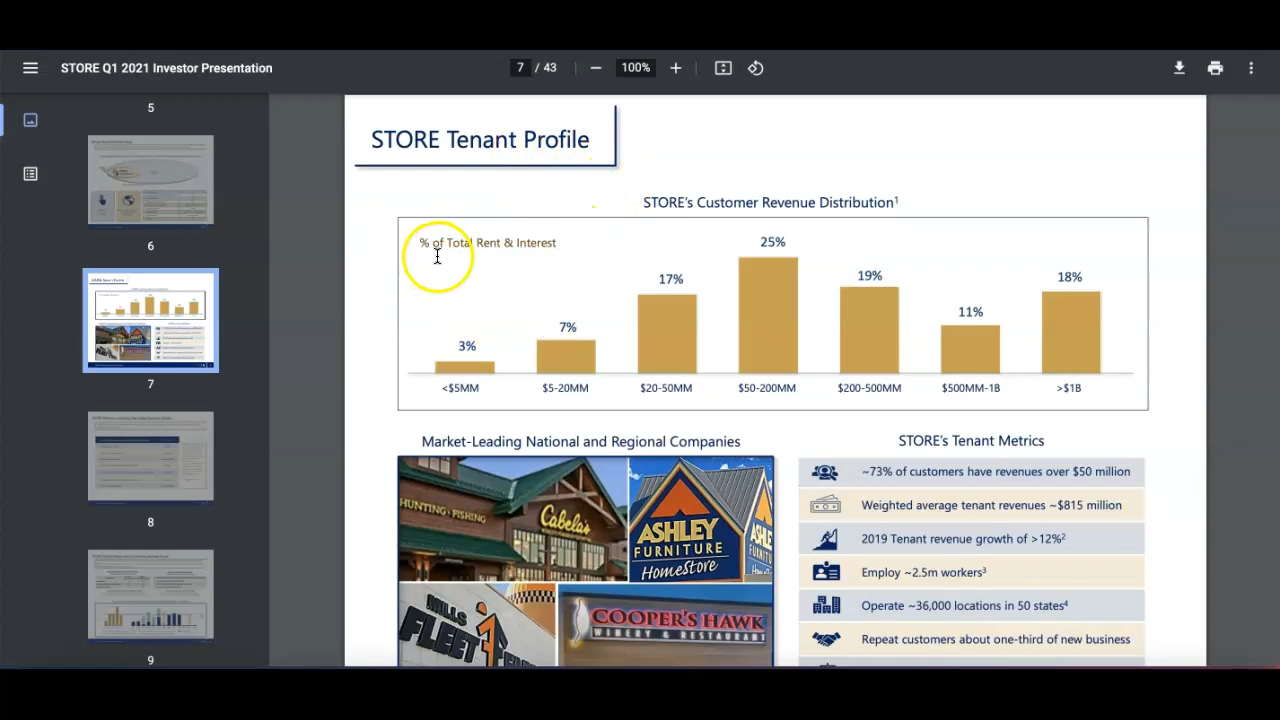 STORE Q1 2021 Investor Presentation
7 / 43
100%
5
6
7
8
9
STORE Tenant Profile
STORE's Customer Revenue Distribution¹
% of Total Rent & Interest
3%
7%
17%
25%
19%
11%
18%
<$5MM
$5-20MM
$20-50MM
$50-200MM
$200-500MM
$500MM-1B
>$1B
Market-Leading National and Regional Companies
HUNTING · FISHING
Cabela's
ASHLEY
FURNITURE
HomeStore
ASHL
MILLS
FLEET
COOPER'S HAWK
WINERY & RESTAURANT
STORE's Tenant Metrics
~73% of customers have revenues over $50 million
Weighted average tenant revenues ~$815 million
2019 Tenant revenue growth of >12%²
Employ ~2.5m workers³
Operate ~36,000 locations in 50 states⁴
Repeat customers about one-third of new business